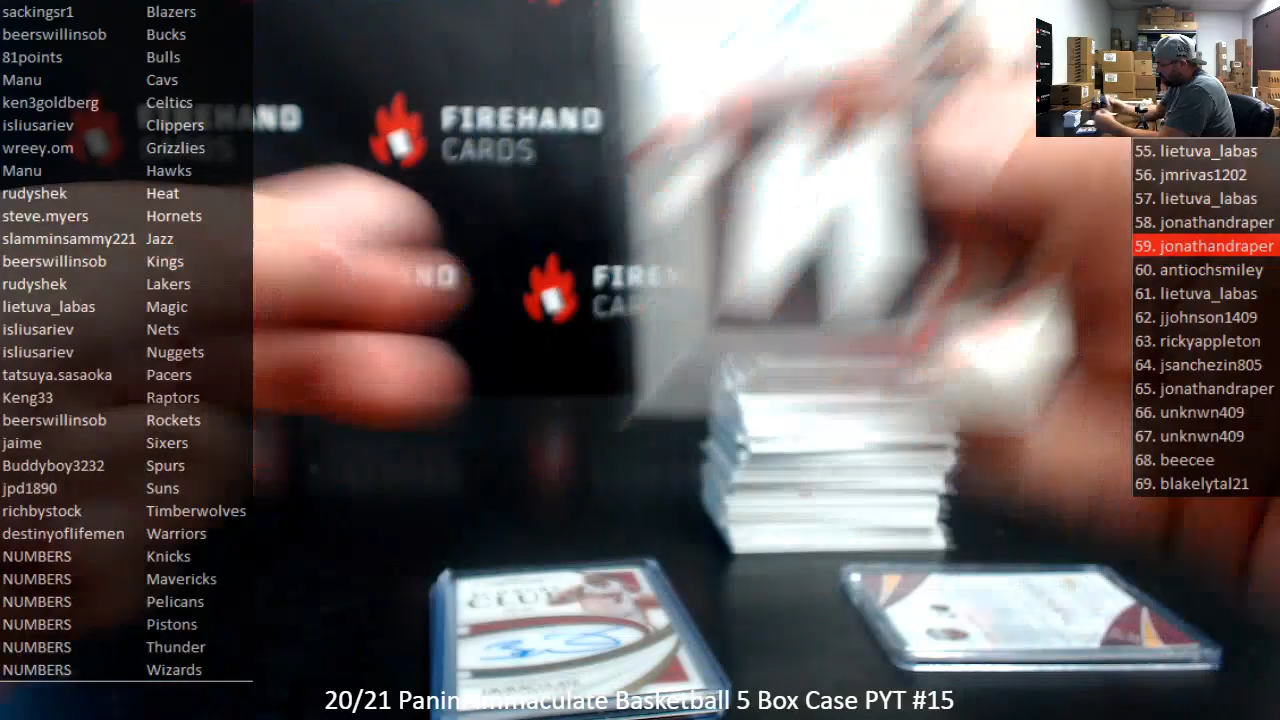 sackingsr1 Blazers
beerswillinsob Bucks
81points Bulls
Manu Cavs
ken3goldberg Celtics
isliusariev Clippers
wreey.om Grizzlies
Manu Hawks
rudyshek Heat
steve.myers Hornets
slamminsammy221 Jazz
beerswillinsob Kings
rudyshek Lakers
lietuva_labas Magic
isliusariev Nets
isliusariev Nuggets
tatsuya.sasaoka Pacers
Keng33 Raptors
beerswillinsob Rockets
jaime Sixers
Buddyboy3232 Spurs
jpd1890 Suns
richbystock Timberwolves
destinyoflifemen Warriors
NUMBERS Knicks
NUMBERS Mavericks
NUMBERS Pelicans
NUMBERS Pistons
NUMBERS Thunder
NUMBERS Wizards
FIREHAND
CARDS
55. lietuva_labas
56. jmrivas1202
57. lietuva_labas
58. jonathandraper
59. jonathandraper
60. antiochsmiley
61. lietuva_labas
62. jjohnson1409
63. rickyappleton
64. jsanchezin805
65. jonathandraper
66. unknwn409
67. unknwn409
68. beecee
69. blakelytal21
20/21 Panini Immaculate Basketball 5 Box Case PYT #15